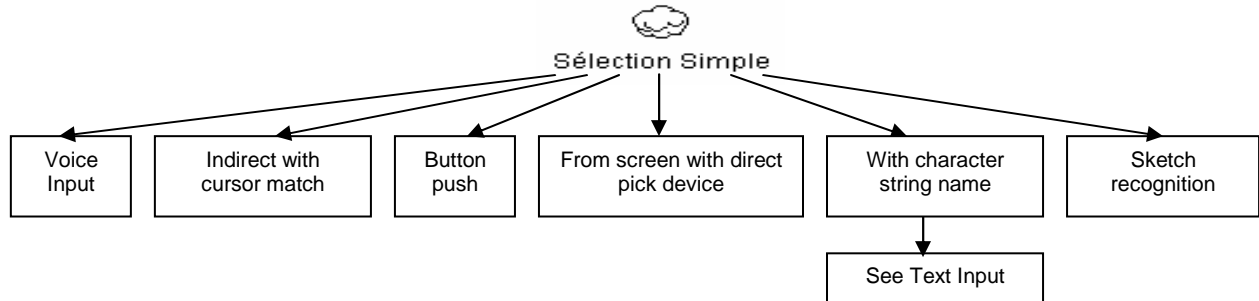 Sélection Simple
Voice
Input
Indirect with
cursor match
Button
push
From screen with direct
pick device
With character
string name
Sketch
recognition
See Text Input